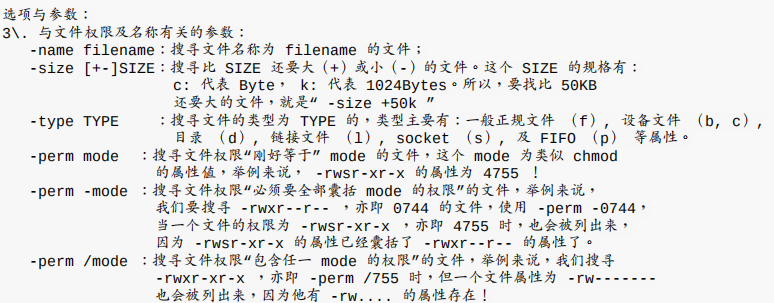 选项与参数：
3\. 与文件权限及名称有关的参数：
-name filename：搜寻文件名称为 filename 的文件；
-size [+-]SIZE：搜寻比 SIZE 还要大（+）或小（-）的文件。这个 SIZE 的规格有：
c: 代表 Byte， k: 代表 1024Bytes。所以，要找比 50KB
还要大的文件，就是“ -size +50k ”
-type TYPE ：搜寻文件的类型为 TYPE 的，类型主要有：一般正规文件 （f）, 设备文件 （b, c）,
目录 （d）, 链接文件 （l）, socket （s）, 及 FIFO （p） 等属性。
-perm mode ：搜寻文件权限“刚好等于” mode 的文件，这个 mode 为类似 chmod
的属性值，举例来说， -rwsr-xr-x 的属性为 4755 ！
-perm -mode ：搜寻文件权限“必须要全部囊括 mode 的权限”的文件，举例来说，
我们要搜寻 -rwxr--r-- ，亦即 0744 的文件，使用 -perm -0744，
当一个文件的权限为 -rwsr-xr-x ，亦即 4755 时，也会被列出来，
因为 -rwsr-xr-x 的属性已经囊括了 -rwxr--r-- 的属性了。
-perm /mode ：搜寻文件权限“包含任一 mode 的权限”的文件，举例来说，我们搜寻
-rwxr-xr-x ，亦即 -perm /755 时，但一个文件属性为 -rw-------
也会被列出来，因为他有 -rw.... 的属性存在！